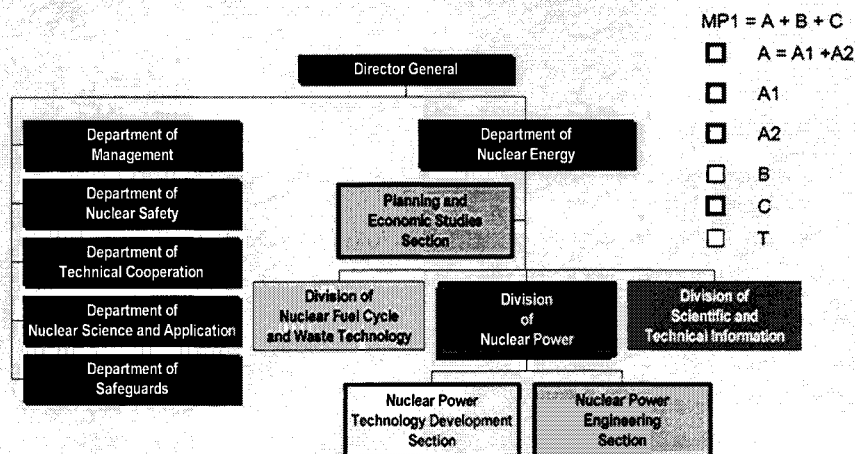 MP1 = A + B + C
A = A1 +A2
A1
A2
B
C
T
Director General
Department of
Management
Department of
Nuclear Safety
Department of
Technical Cooperation
Department of
Nuclear Science and Application
Department of
Safeguards
Department of
Nuclear Energy
Planning and
Economic Studies
Section
Division of
Nuclear Fuel Cycle
and Waste Technology
Division
of
Nuclear Power
Division of
Scientific and
Technical Information
Nuclear Power
Technology Development
Section
Nuclear Power
Engineering
Section